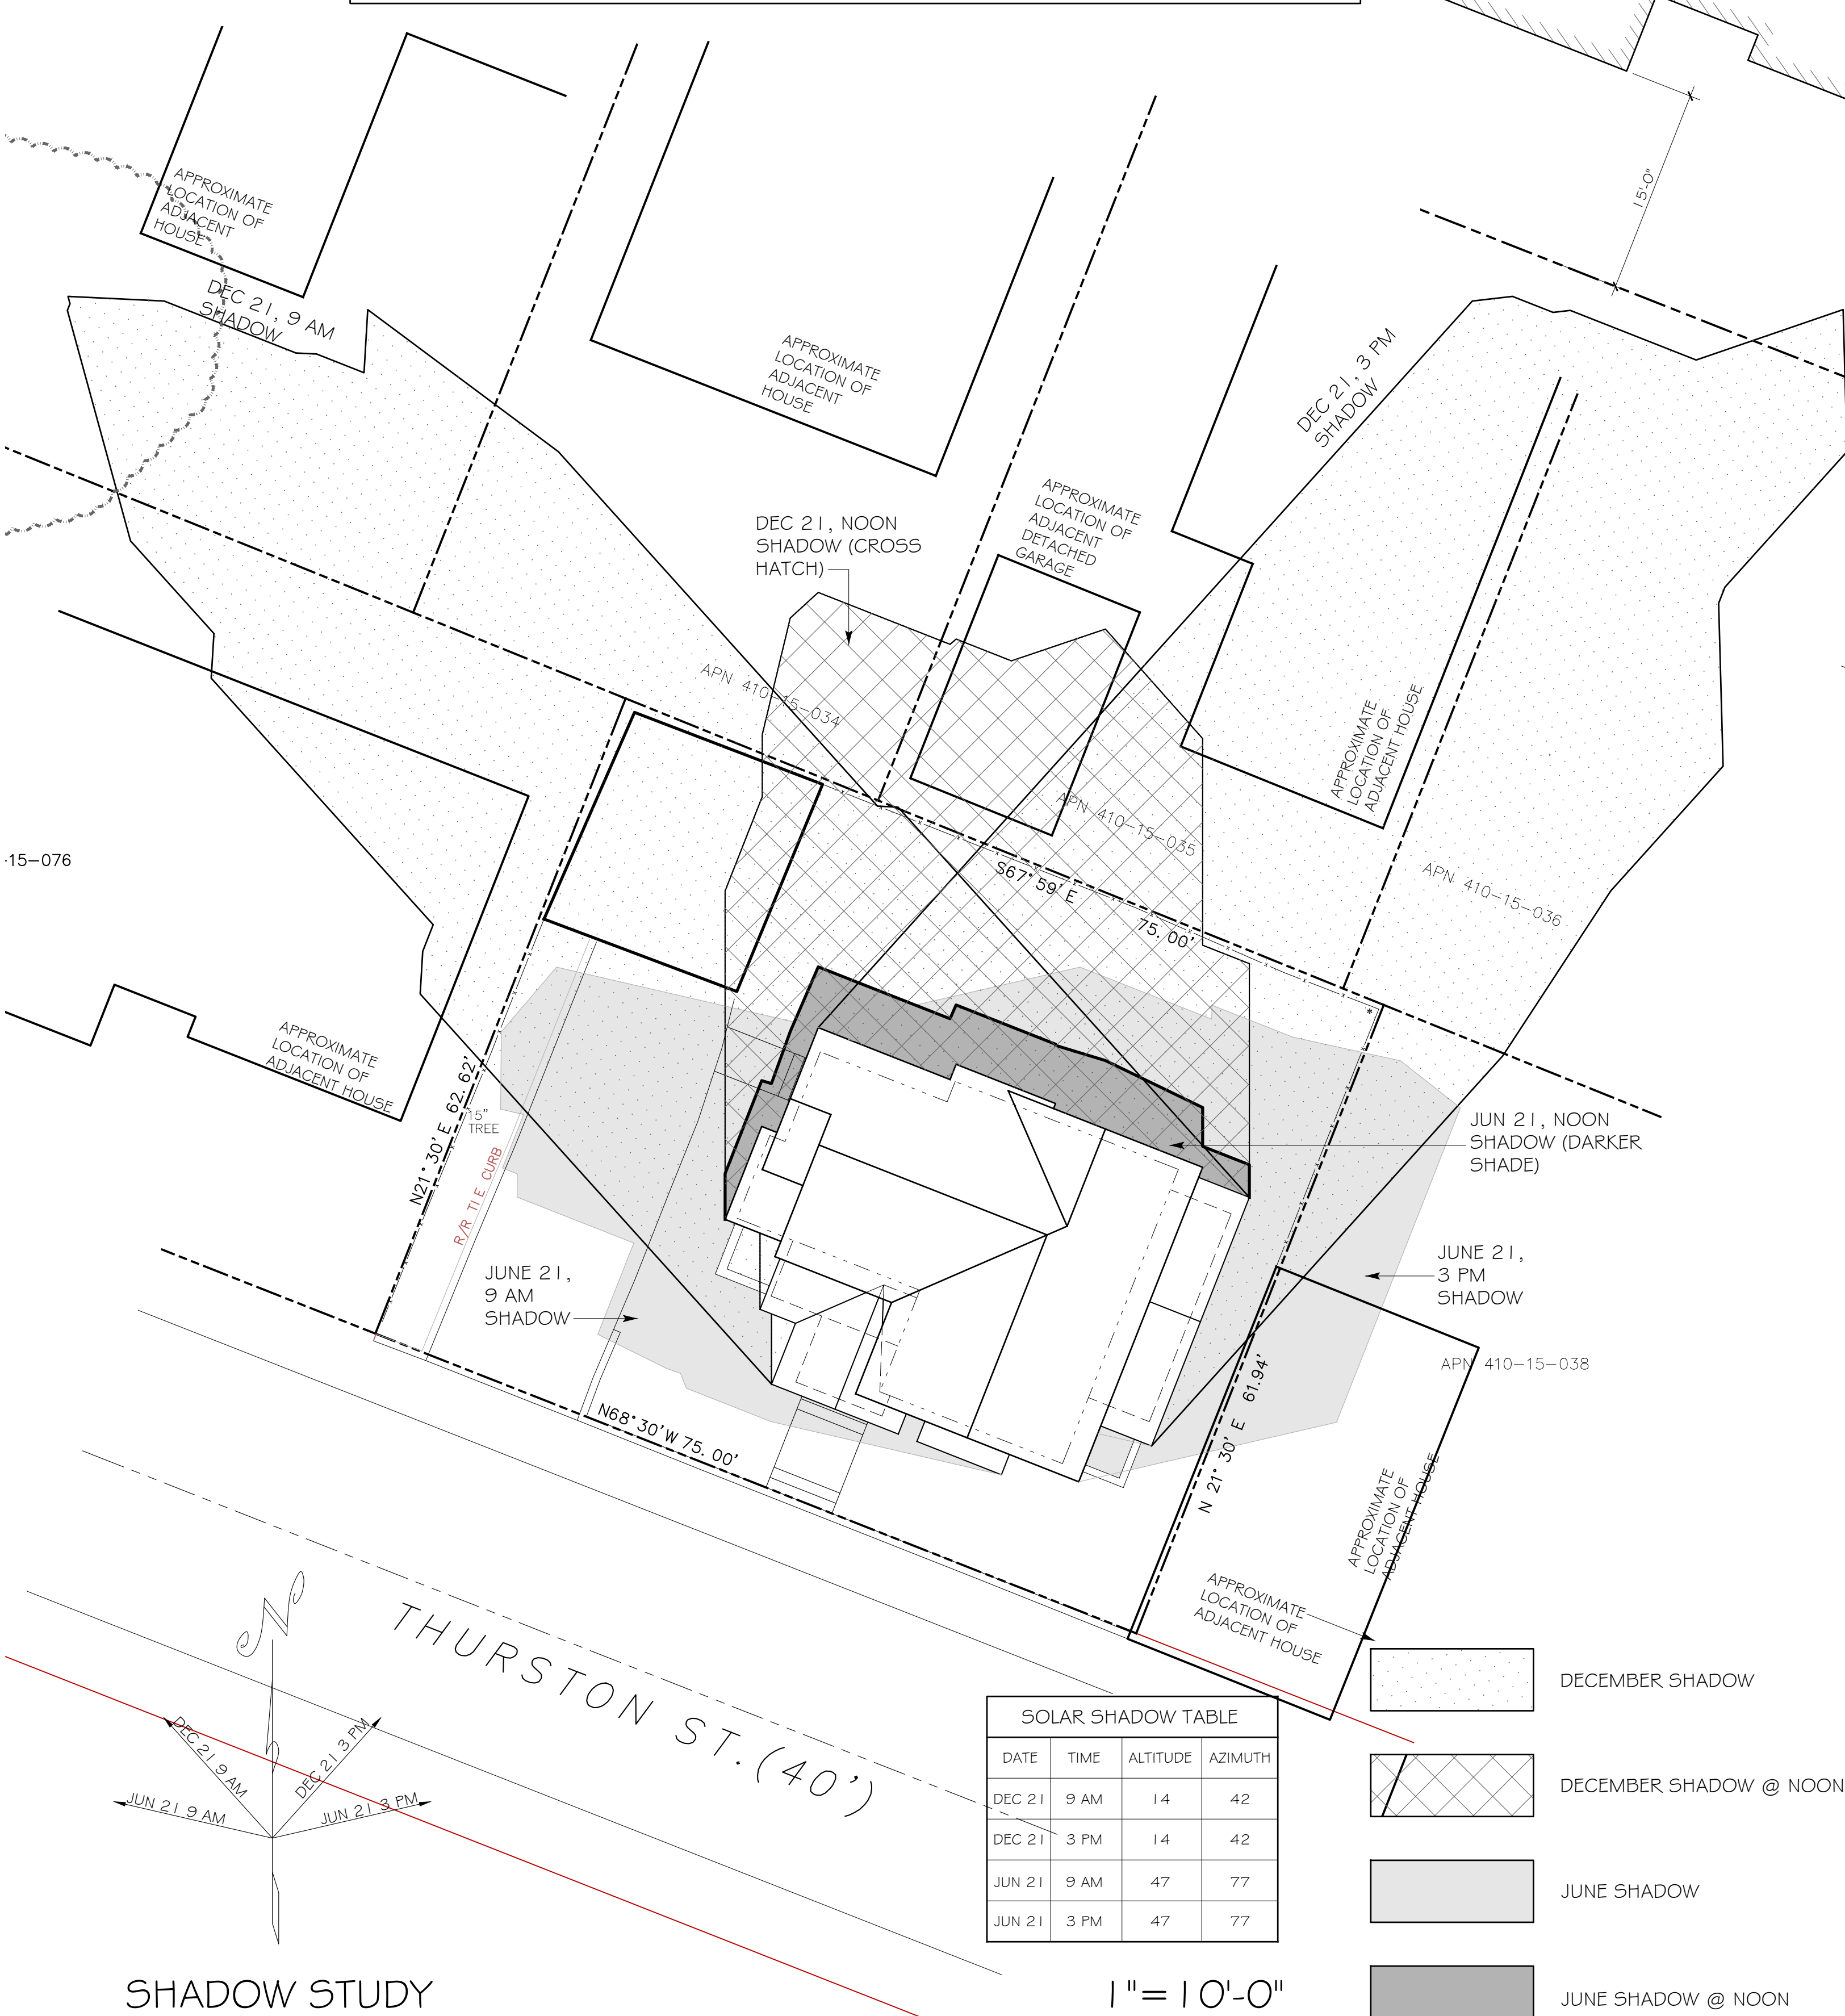 APPROXIMATE
LOCATION OF
ADJACENT
HOUSE
DEC 21, 9 AM
SHADOW
15'-0"
APPROXIMATE
LOCATION OF
ADJACENT
HOUSE
DEC 21, 3 PM
SHADOW
DEC 21, NOON
SHADOW (CROSS
HATCH)
APPROXIMATE
LOCATION OF
ADJACENT
DETACHED
GARAGE
APN 410-15-034
APN 410-15-035
APPROXIMATE
LOCATION OF
ADJACENT HOUSE
APN 410-15-036
-15-076
S67°59' E
75.00'
APPROXIMATE
LOCATION OF
ADJACENT HOUSE
N21°30' E 62.62'
15"
TREE
R/R TIE CURB
JUN 21, NOON
SHADOW (DARKER
SHADE)
JUNE 21,
9 AM
SHADOW
JUNE 21,
3 PM
SHADOW
APN 410-15-038
N 21°30' E 61.94'
N68°30'W 75.00'
APPROXIMATE
LOCATION OF
ADJACENT HOUSE
APPROXIMATE
LOCATION OF
ADJACENT HOUSE
THURSTON ST.(40')
N
DEC 21 9 AM
DEC 21 3 PM
JUN 21 9 AM
JUN 21 3 PM
SOLAR SHADOW TABLE
DATE TIME ALTITUDE AZIMUTH
DEC 21 9 AM 14 42
DEC 21 3 PM 14 42
JUN 21 9 AM 47 77
JUN 21 3 PM 47 77
DECEMBER SHADOW
DECEMBER SHADOW @ NOON
JUNE SHADOW
JUNE SHADOW @ NOON
SHADOW STUDY
1"=10'-0"